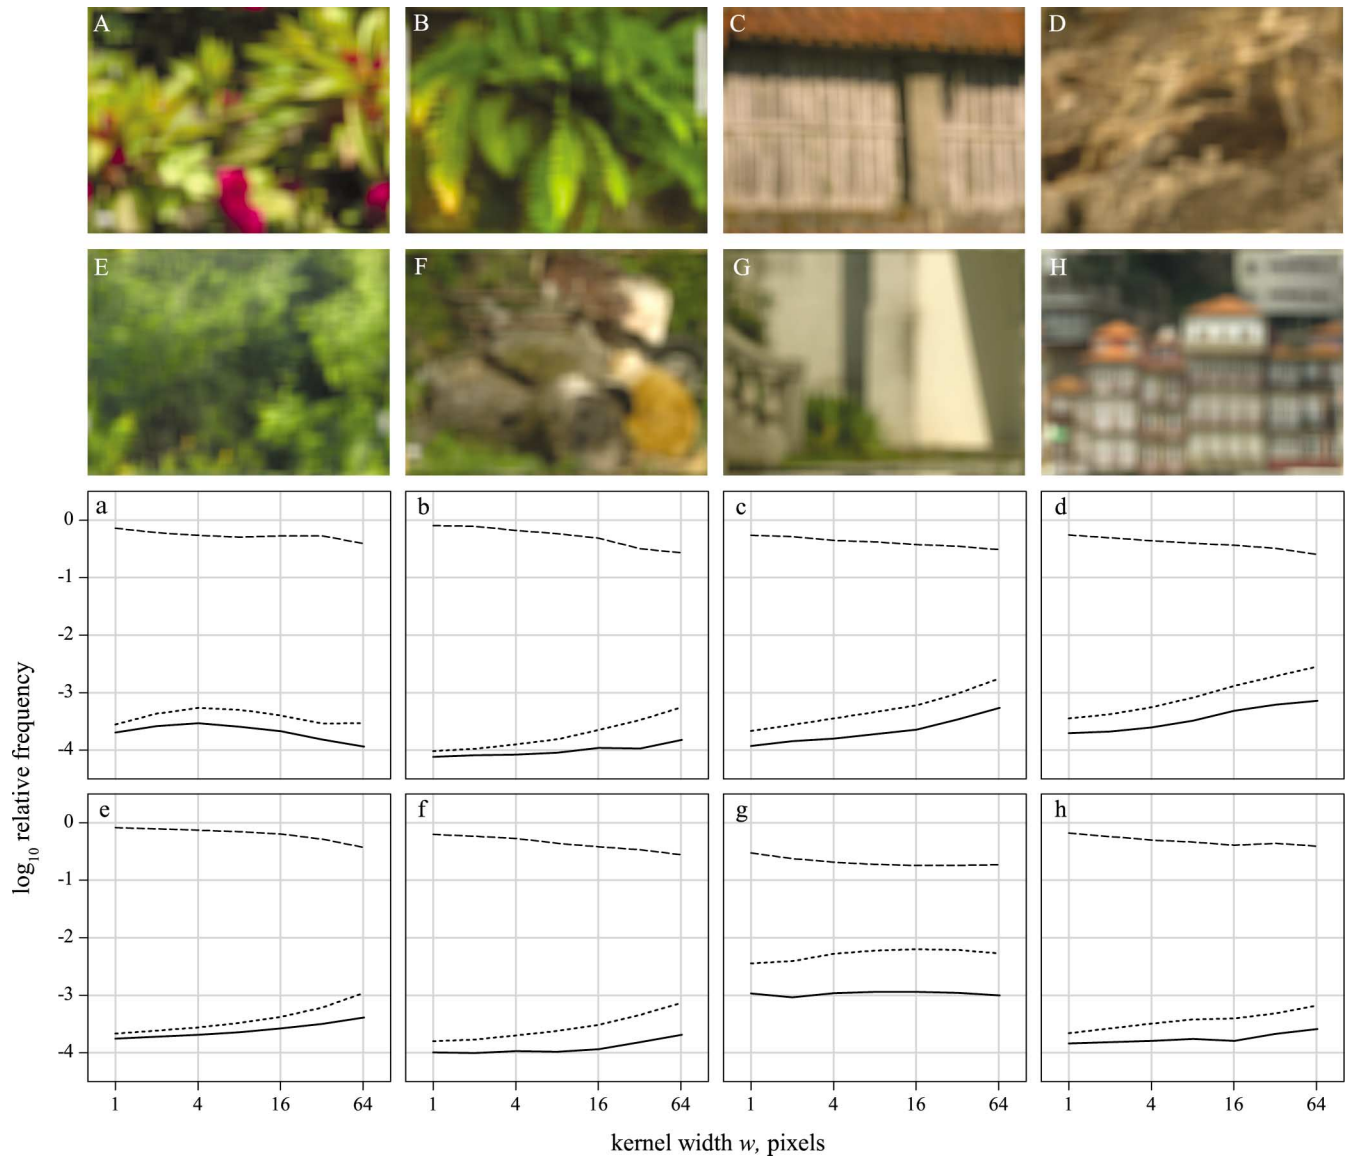 A B C D
E F G H
a b c d
0
-1
-2
-3
-4
e f g h
0
-1
-2
-3
-4
log10 relative frequency
1 4 16 64 1 4 16 64 1 4 16 64 1 4 16 64
kernel width w, pixels